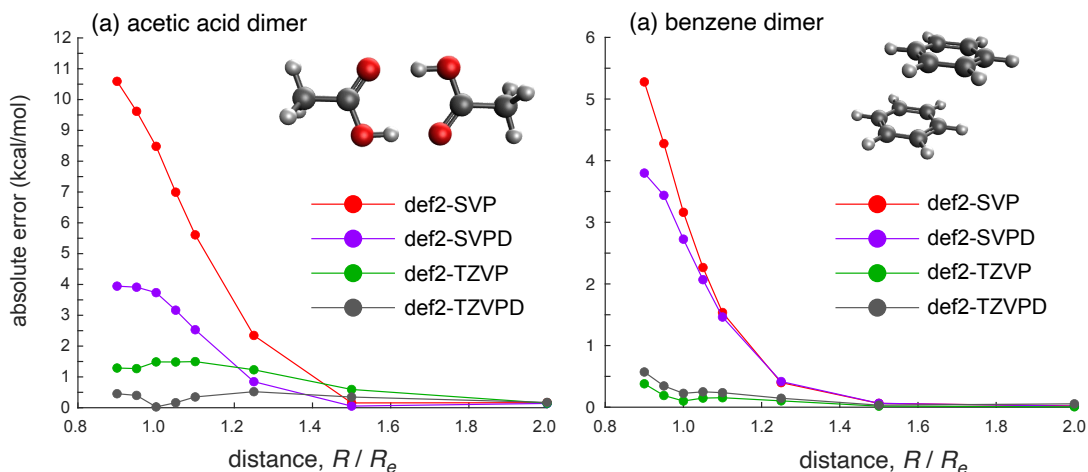 (a) acetic acid dimer
absolute error (kcal/mol)
12
11
10
9
8
7
6
5
4
3
2
1
0
def2-SVP
def2-SVPD
def2-TZVP
def2-TZVPD
0.8 1.0 1.2 1.4 1.6 1.8 2.0
distance, R / Re
(a) benzene dimer
6
5
4
3
2
1
0
def2-SVP
def2-SVPD
def2-TZVP
def2-TZVPD
0.8 1.0 1.2 1.4 1.6 1.8 2.0
distance, R / Re